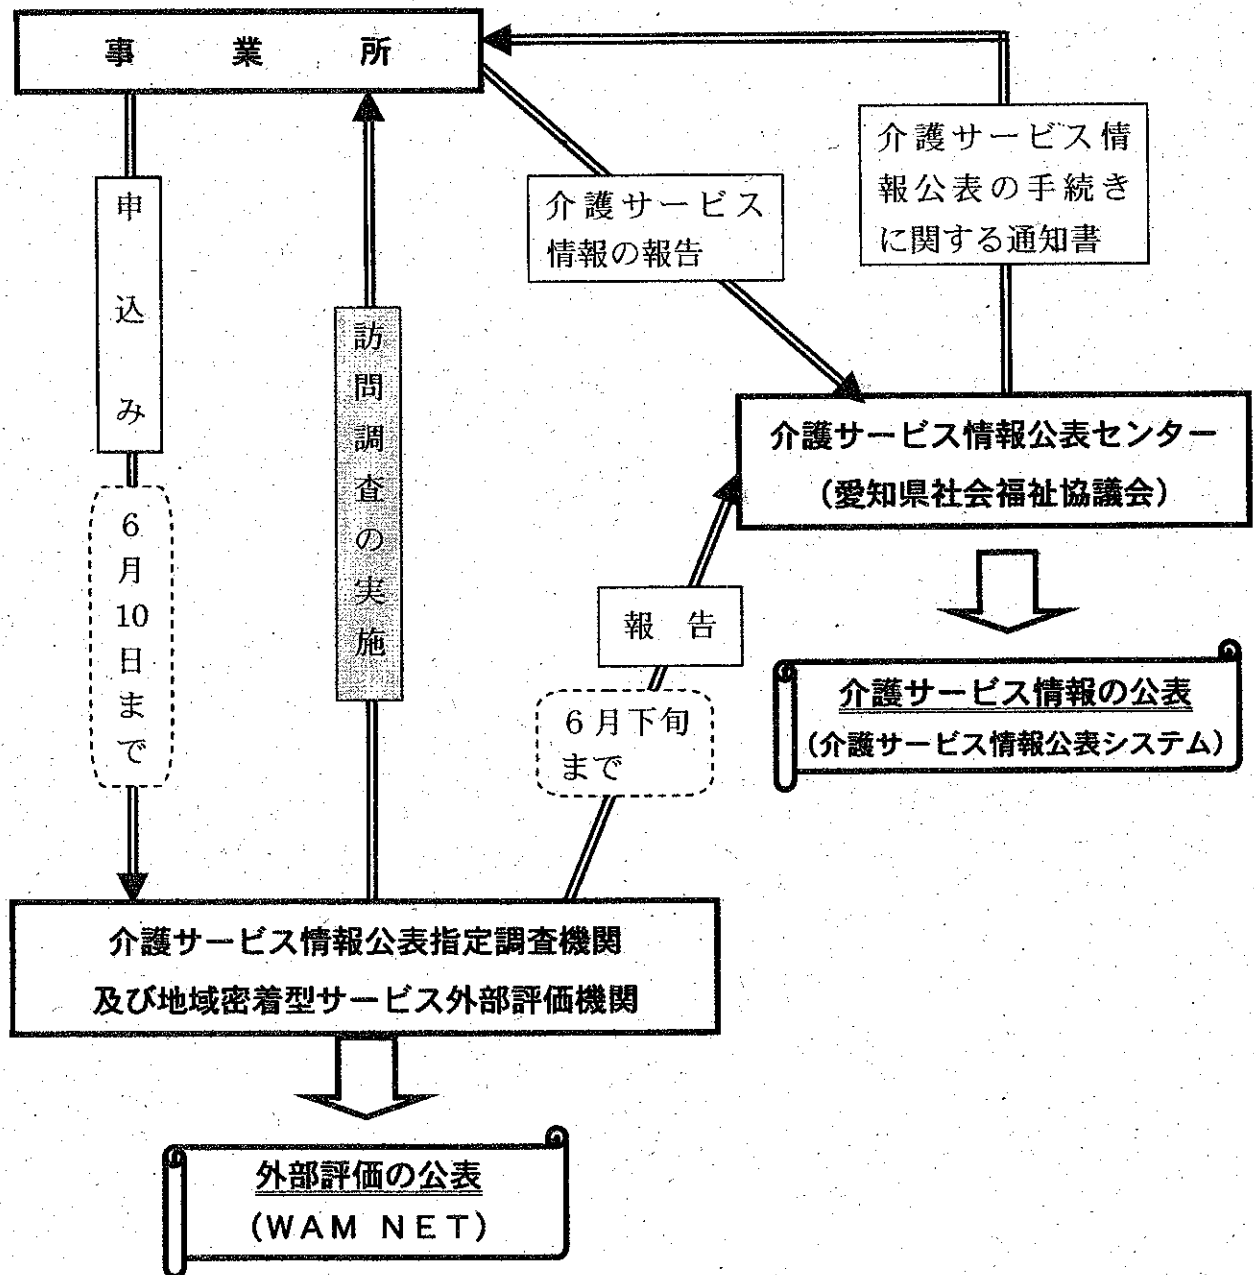 事業所
介護サービス情
報公表の手続き
に関する通知書
介護サービス
情報の報告
申込み
訪問調査の実施
介護サービス情報公表センター
(愛知県社会福祉協議会)
6月10日まで
報告
6月下旬
まで
介護サービス情報の公表
(介護サービス情報公表システム)
介護サービス情報公表指定調査機関
及び地域密着型サービス外部評価機関
外部評価の公表
(WAM NET)